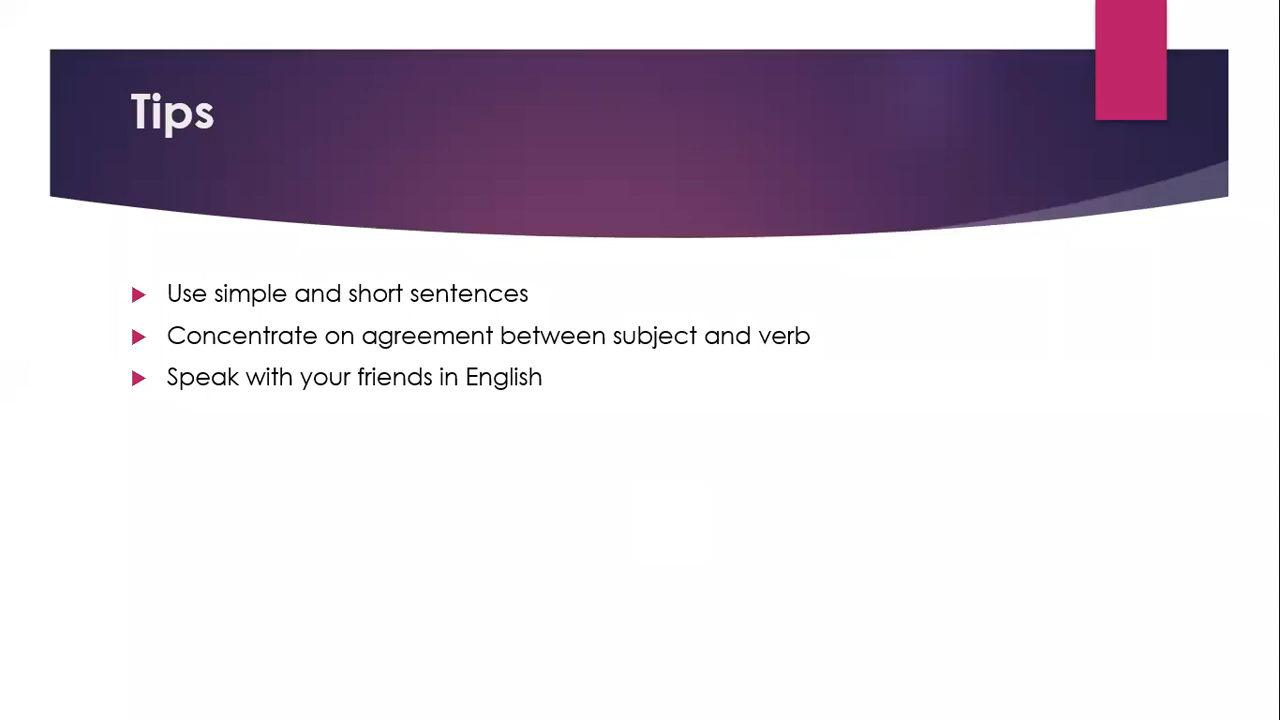 Tips
Use simple and short sentences
Concentrate on agreement between subject and verb
Speak with your friends in English